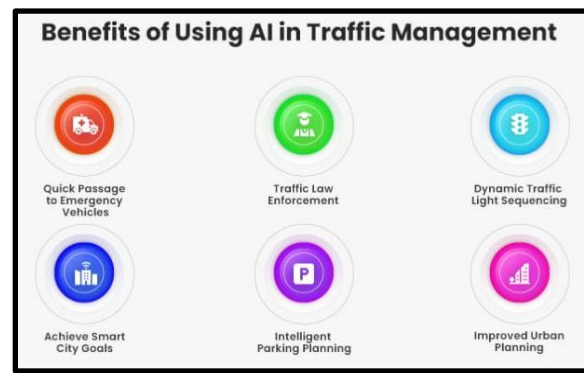 Benefits of Using AI in Traffic Management
Quick Passage
to Emergency
Vehicles
Traffic Law
Enforcement
Dynamic Traffic
Light Sequencing
P
Achieve Smart
City Goals
Intelligent
Parking Planning
Improved Urban
Planning